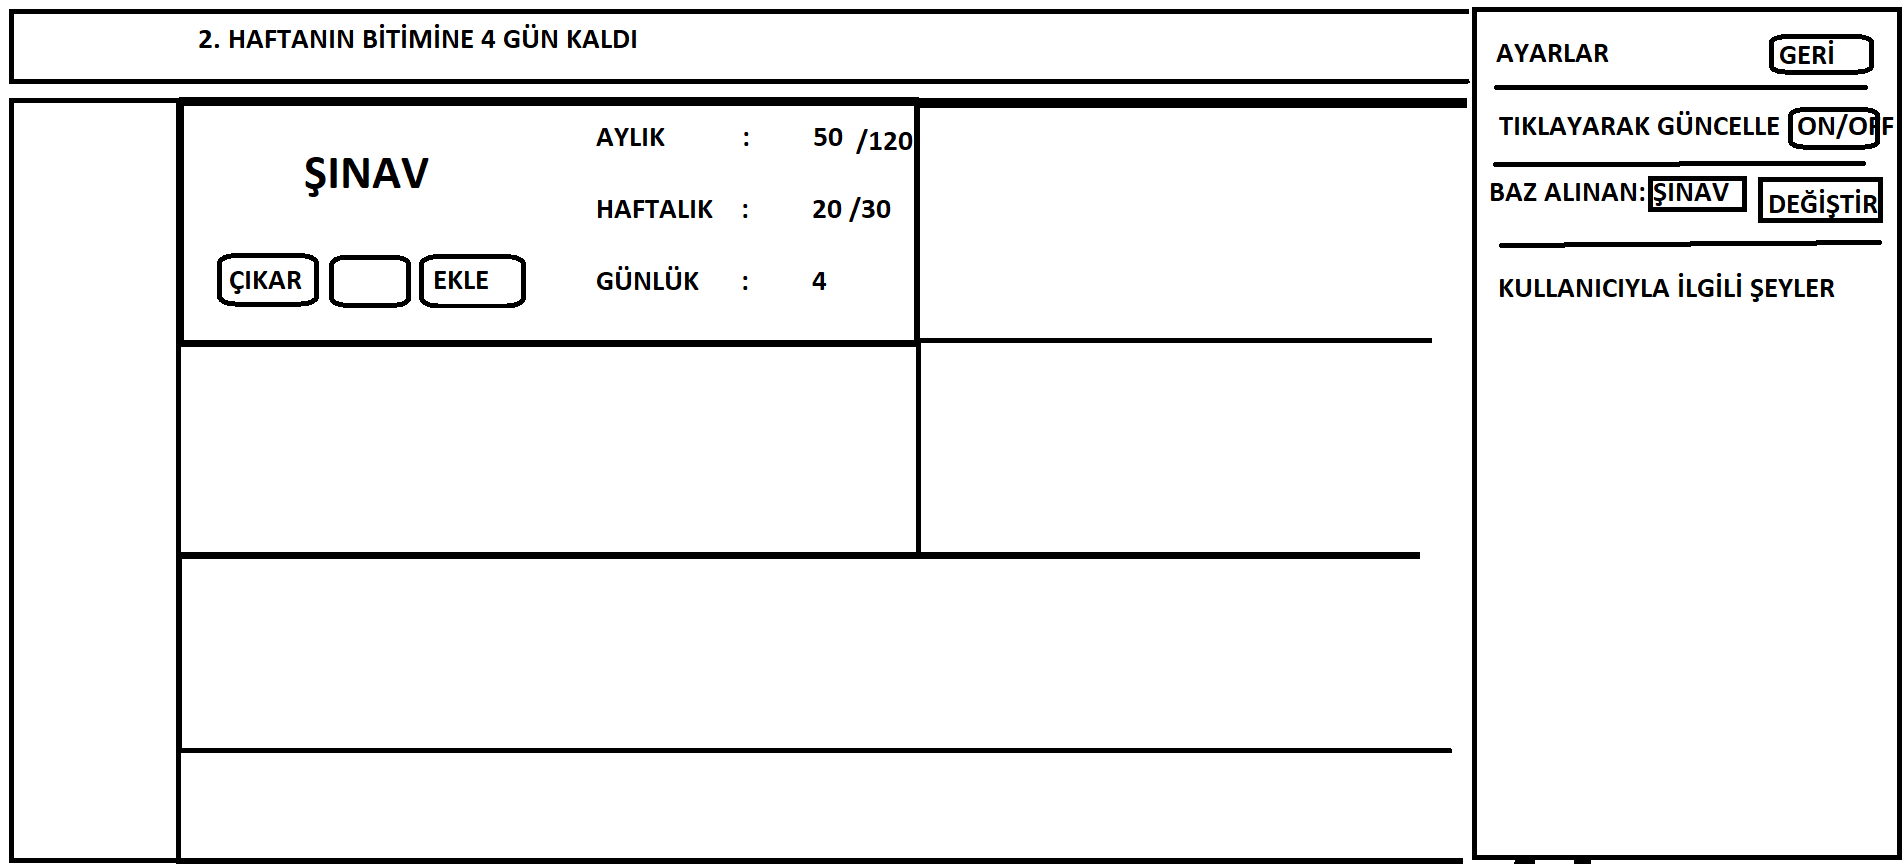 2. HAFTANIN BİTİMİNE 4 GÜN KALDI
AYARLAR GERİ
TIKLAYARAK GÜNCELLE ON/OFF
BAZ ALINAN: ŞINAV DEĞİŞTİR
KULLANICIYLA İLGİLİ ŞEYLER
ŞINAV
ÇIKAR EKLE
AYLIK : 50 /120
HAFTALIK : 20 /30
GÜNLÜK : 4